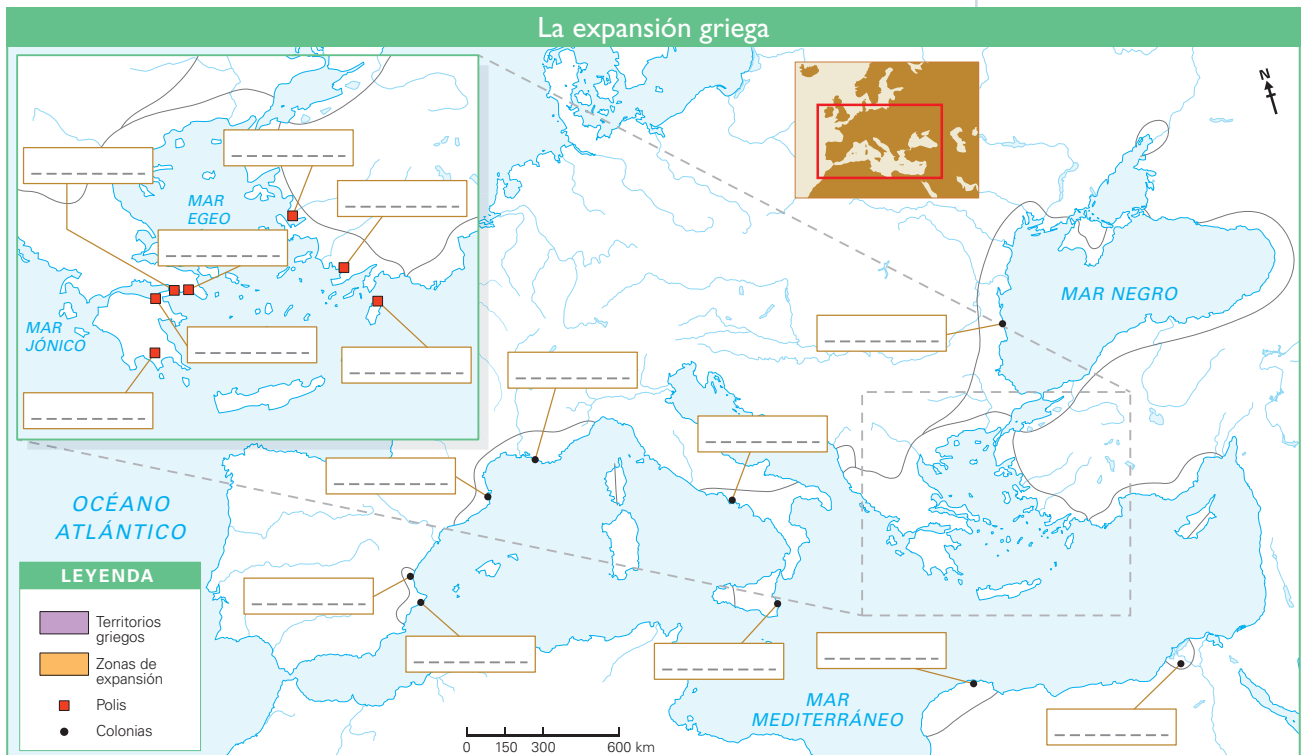 La expansión griega
N
MAR
EGEO
MAR
JÓNICO
MAR NEGRO
OCÉANO
ATLÁNTICO
MAR
MEDITERRÁNEO
LEYENDA
Territorios
griegos
Zonas de
expansión
Polis
Colonias
0 150 300 600 km